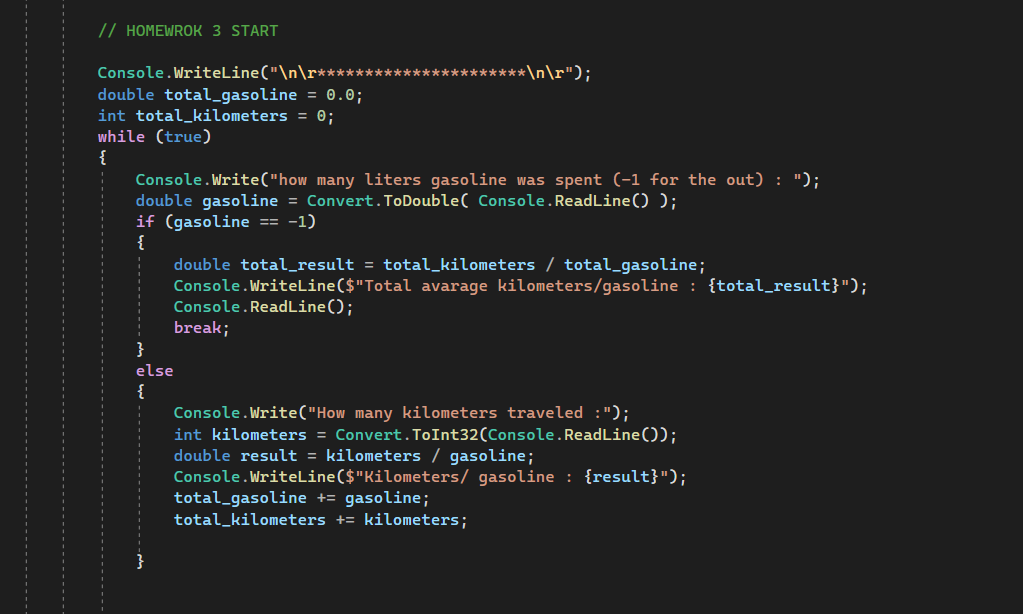 // HOMEWROK 3 START
Console.WriteLine("\n\r**********************\n\r");
double total_gasoline = 0.0;
int total_kilometers = 0;
while (true)
{
Console.Write("how many liters gasoline was spent (-1 for the out) : ");
double gasoline = Convert.ToDouble( Console.ReadLine() );
if (gasoline == -1)
{
double total_result = total_kilometers / total_gasoline;
Console.WriteLine($"Total avarage kilometers/gasoline : {total_result}");
Console.ReadLine();
break;
}
else
{
Console.Write("How many kilometers traveled :");
int kilometers = Convert.ToInt32(Console.ReadLine());
double result = kilometers / gasoline;
Console.WriteLine($"Kilometers/ gasoline : {result}");
total_gasoline += gasoline;
total_kilometers += kilometers;
}